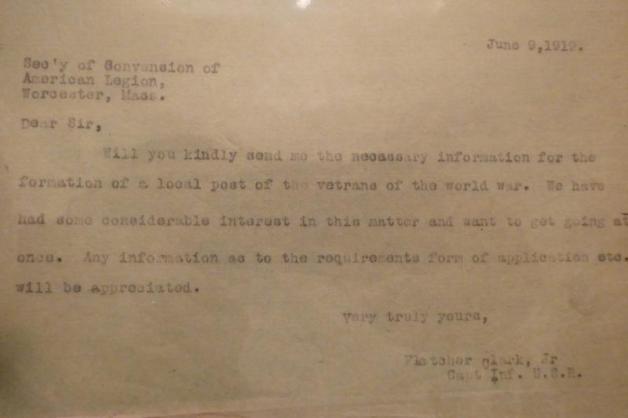 June 9,1919.
Sec'y of Convension of
American Legion,
Worcester, Mass.
Dear Sir,
Will you kindly send me the necessary information for the
formation of a local post of the vetrans of the world war. We have
had some considerable interest in this matter and want to get going at
once. Any information as to the requirements form of application etc.
will be appreciated.
Very truly yours,
Fletcher Clark, Jr
Capt Inf. U.S.R.